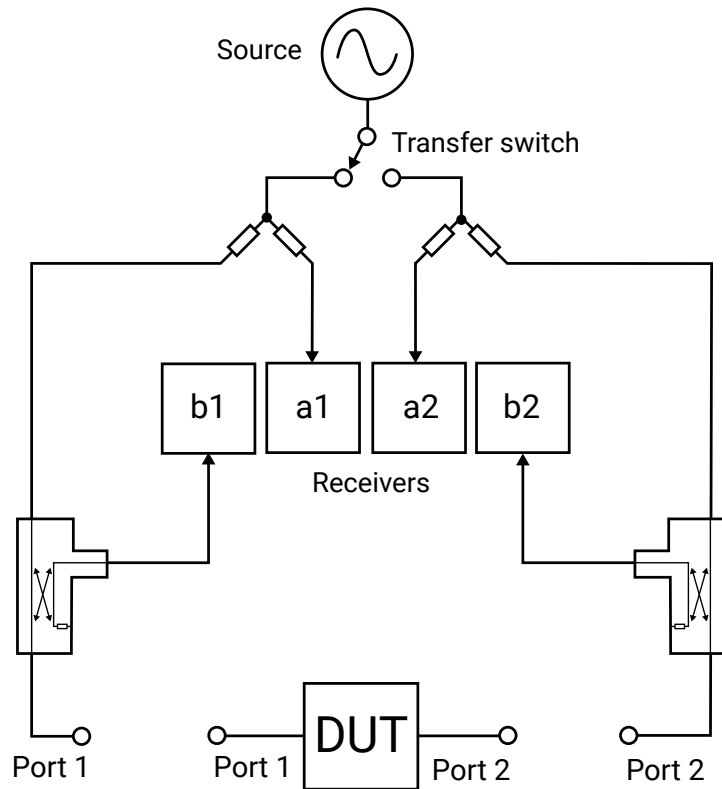 Source
Transfer switch
b1
a1
a2
b2
Receivers
DUT
Port 1
Port 1
Port 2
Port 2